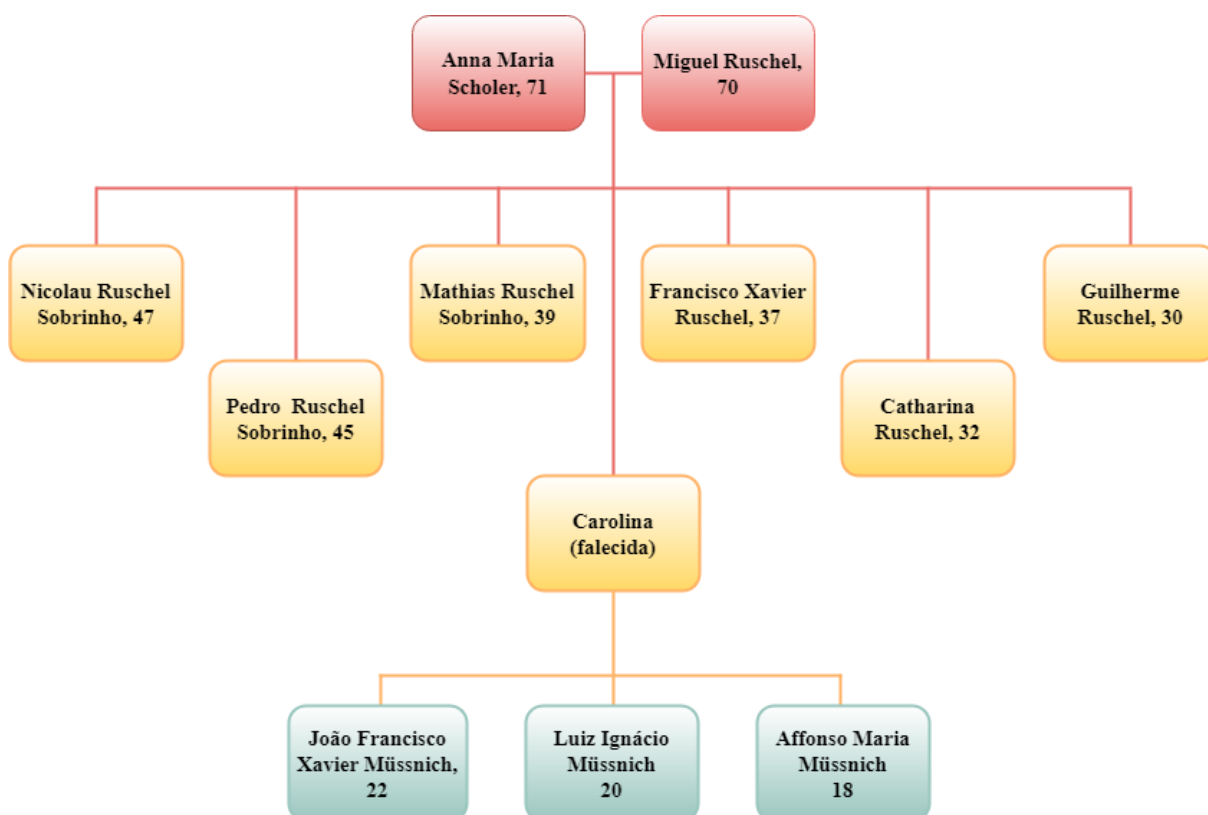 Anna Maria
Scholer, 71
Miguel Ruschel,
70
Nicolau Ruschel
Sobrinho, 47
Mathias Ruschel
Sobrinho, 39
Francisco Xavier
Ruschel, 37
Guilherme
Ruschel, 30
Pedro Ruschel
Sobrinho, 45
Catharina
Ruschel, 32
Carolina
(falecida)
João Francisco
Xavier Müssnich,
22
Luiz Ignácio
Müssnich
20
Affonso Maria
Müssnich
18